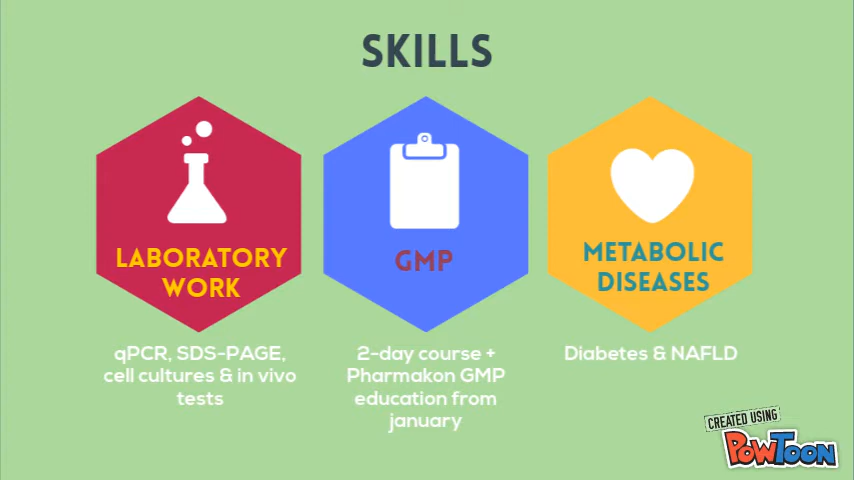 SKILLS
LABORATORY
WORK
qPCR, SDS-PAGE,
cell cultures & in vivo
tests
GMP
2-day course +
Pharmakon GMP
education from
january
METABOLIC
DISEASES
Diabetes & NAFLD
CREATED USING
POWTOON